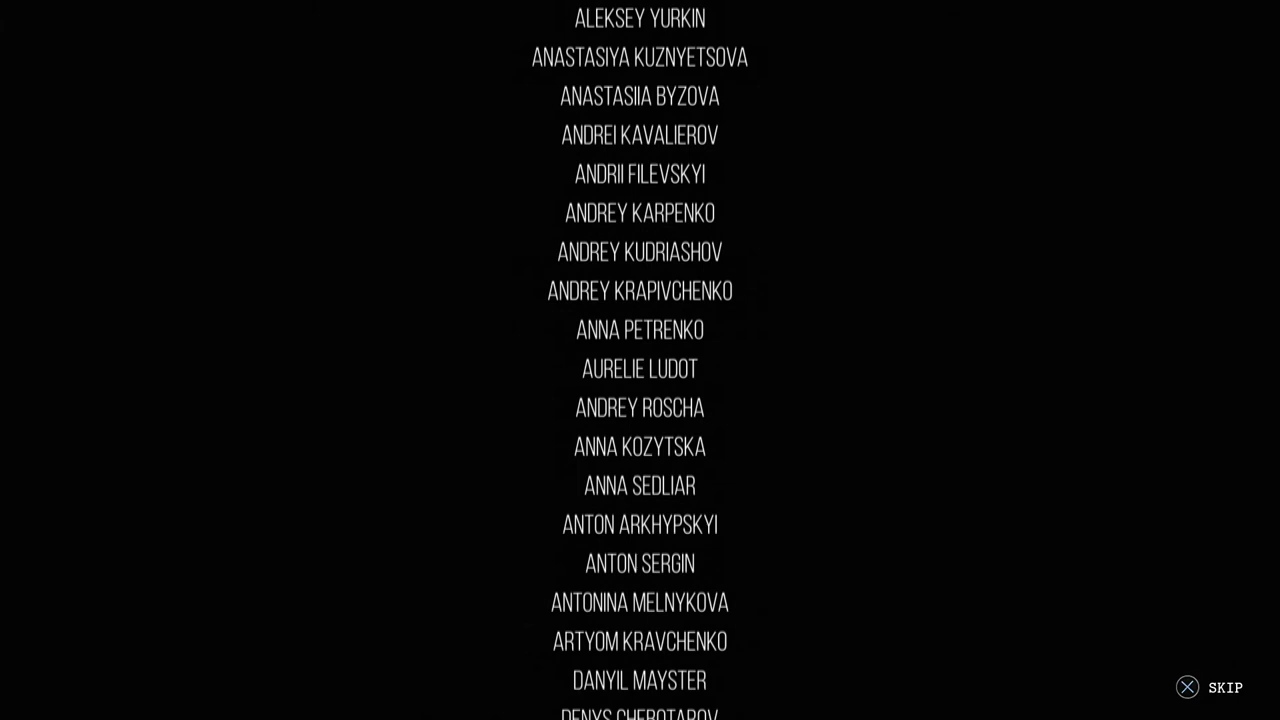 ALEKSEY YURKIN
ANASTASIYA KUZNYETSOVA
ANASTASIIA BYZOVA
ANDREI KAVALIEROV
ANDRII FILEVSKYI
ANDREY KARPENKO
ANDREY KUDRIASHOV
ANDREY KRAPIVCHENKO
ANNA PETRENKO
AURELIE LUDOT
ANDREY ROSCHA
ANNA KOZYTSKA
ANNA SEDLIAR
ANTON ARKHYPSKYI
ANTON SERGIN
ANTONINA MELNYKOVA
ARTYOM KRAVCHENKO
DANYIL MAYSTER
SKIP
DENYS